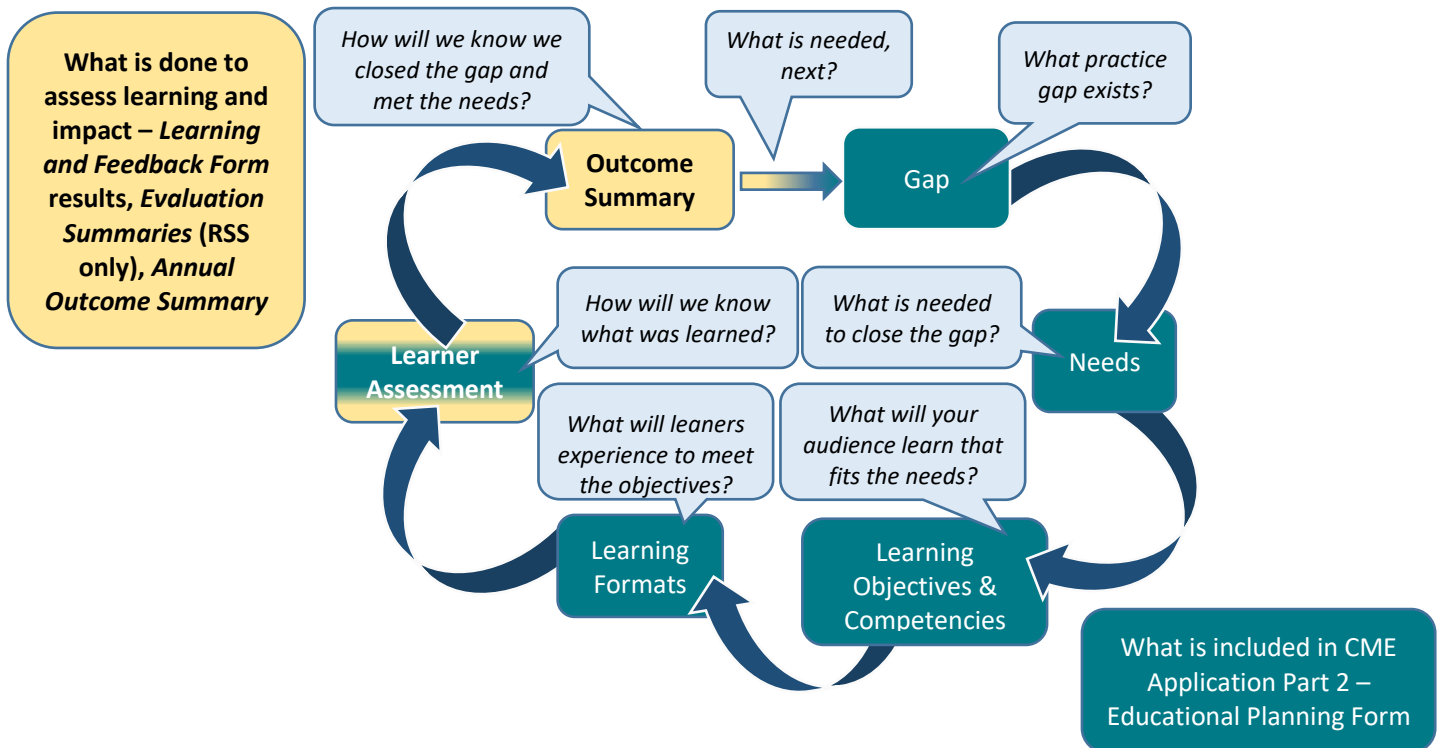 What is done to
assess learning and
impact – Learning
and Feedback Form
results, Evaluation
Summaries (RSS
only), Annual
Outcome Summary
How will we know we
closed the gap and
met the needs?
What is needed,
next?
What practice
gap exists?
Outcome
Summary
Gap
How will we know
what was learned?
What is needed
to close the gap?
Learner
Assessment
Needs
What will leaners
experience to meet
the objectives?
What will your
audience learn that
fits the needs?
Learning
Formats
Learning
Objectives &
Competencies
What is included in CME
Application Part 2 –
Educational Planning Form